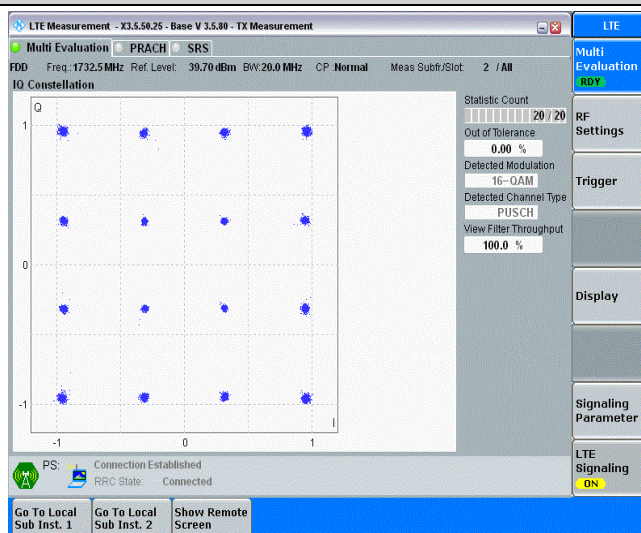 LTE Measurement - X3.5.50.25 - Base V 3.5.80 - TX Measurement
LTE
Multi Evaluation PRACH SRS
Multi
Evaluation
RDY
FDD Freq.:1732.5 MHz Ref. Level: 39.70 dBm BW:20.0 MHz CP :Normal Meas Subfr./Slot: 2 / All
IQ Constellation
Q
1
0
-1
-1 0 1
I
Statistic Count
20 / 20
Out of Tolerance
0.00 %
Detected Modulation
16-QAM
Detected Channel Type
PUSCH
View Filter Throughput
100.0 %
RF
Settings
Trigger
Display
Signaling
Parameter
LTE
Signaling
ON
PS: Connection Established
RRC State: Connected
Go To Local
Sub Inst. 1
Go To Local
Sub Inst. 2
Show Remote
Screen